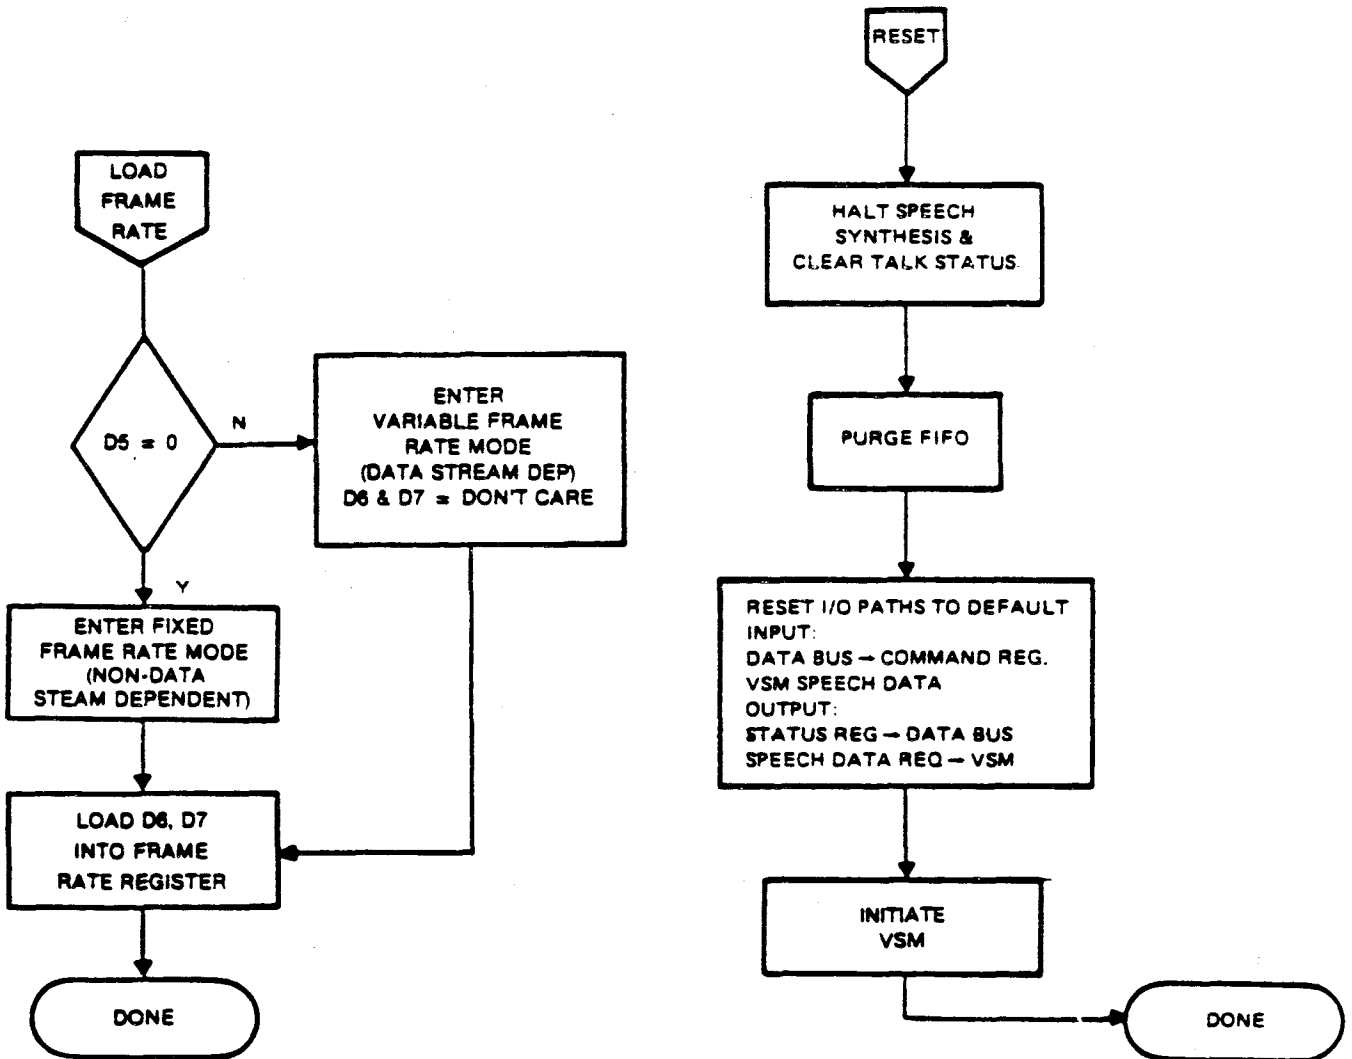 LOAD
FRAME
RATE
D5 = 0
N
ENTER
VARIABLE FRAME
RATE MODE
(DATA STREAM DEP)
D6 & D7 = DON'T CARE
Y
ENTER FIXED
FRAME RATE MODE
(NON-DATA
STEAM DEPENDENT)
LOAD D6, D7
INTO FRAME
RATE REGISTER
DONE
RESET
HALT SPEECH
SYNTHESIS &
CLEAR TALK STATUS
PURGE FIFO
RESET I/O PATHS TO DEFAULT
INPUT:
DATA BUS → COMMAND REG.
VSM SPEECH DATA
OUTPUT:
STATUS REG → DATA BUS
SPEECH DATA REQ → VSM
INITIATE
VSM
DONE